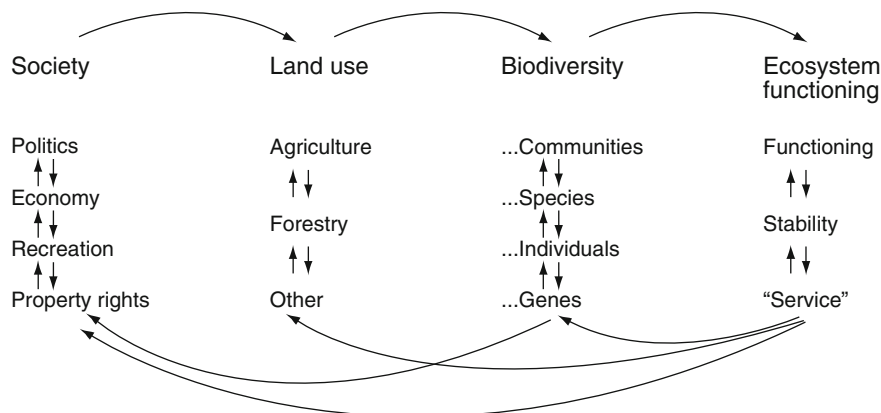 Society
Land use
Biodiversity
Ecosystem
functioning
Politics
Economy
Recreation
Property rights
Agriculture
Forestry
Other
...Communities
...Species
...Individuals
...Genes
Functioning
Stability
“Service”